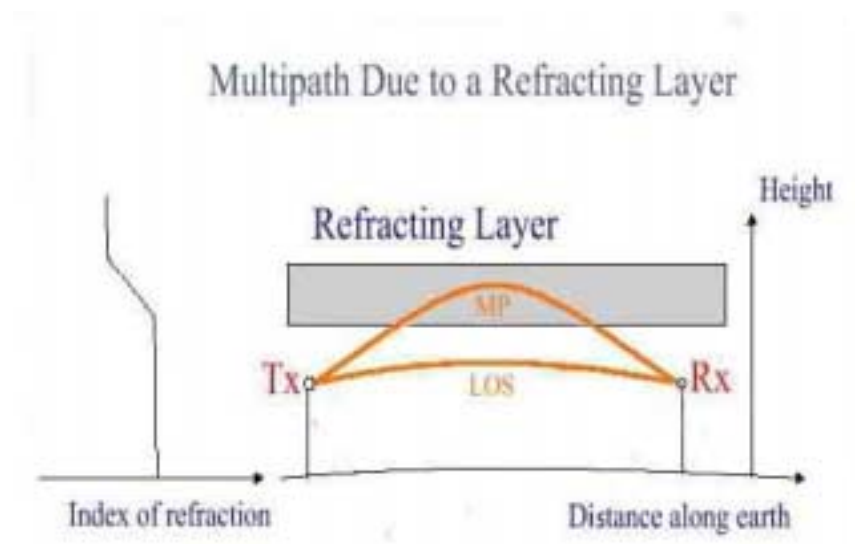 Multipath Due to a Refracting Layer
Height
Refracting Layer
MP
Tx
LOS
Rx
Index of refraction
Distance along earth